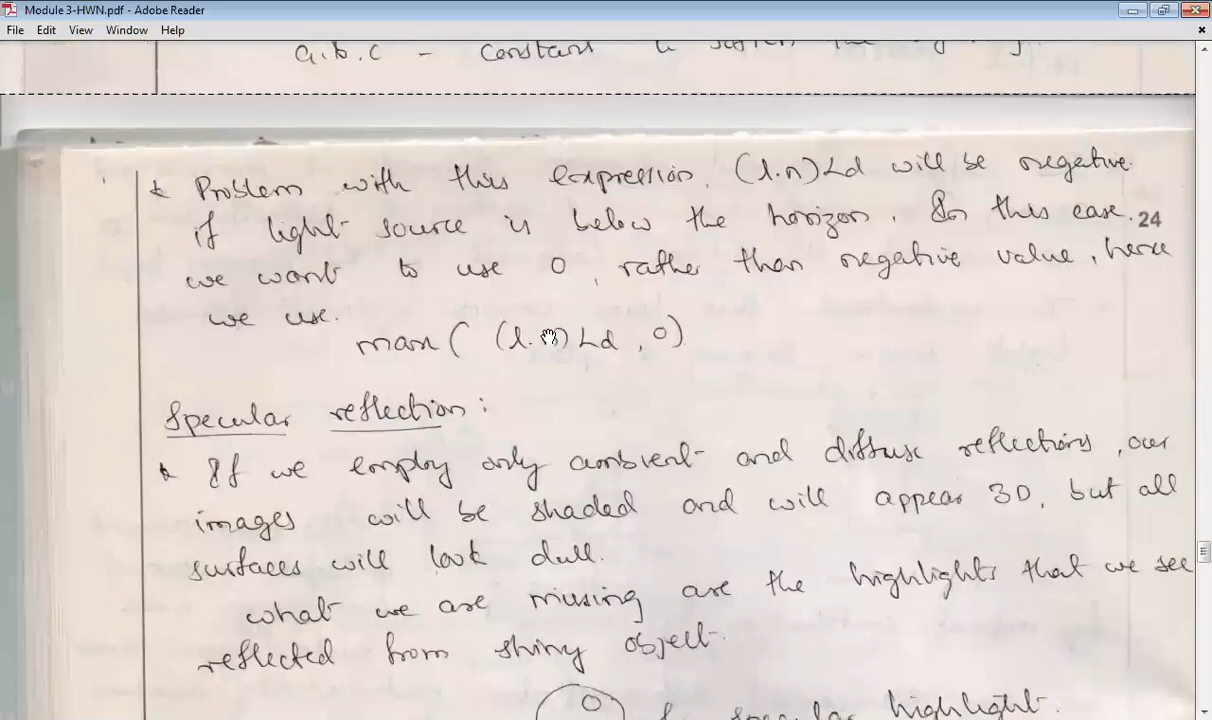 Module 3-HWN.pdf - Adobe Reader
File Edit View Window Help
a.b.c - Constant
* Problem with this expression, (l.n)Ld will be negative
if light source is below the horizon. In this case.
24
we want to use 0, rather than negative value, here
we use.
max( (l.n)Ld , 0)
Specular reflection:
* If we employ only ambient and diffuse reflections, our
images will be shaded and will appear 3D, but all
surfaces will look dull.
what we are missing are the highlights that we see
reflected from shiny object.
specular highlight.